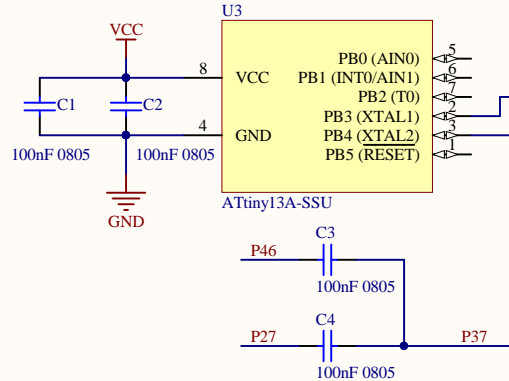 U3
VCC
8
VCC
PB0 (AIN0)
5
PB1 (INT0/AIN1)
6
PB2 (T0)
7
PB3 (XTAL1)
2
4
GND
PB4 (XTAL2)
3
PB5 (RESET)
1
C1
C2
100nF 0805
100nF 0805
GND
ATtiny13A-SSU
C3
P46
100nF 0805
C4
P27
P37
100nF 0805